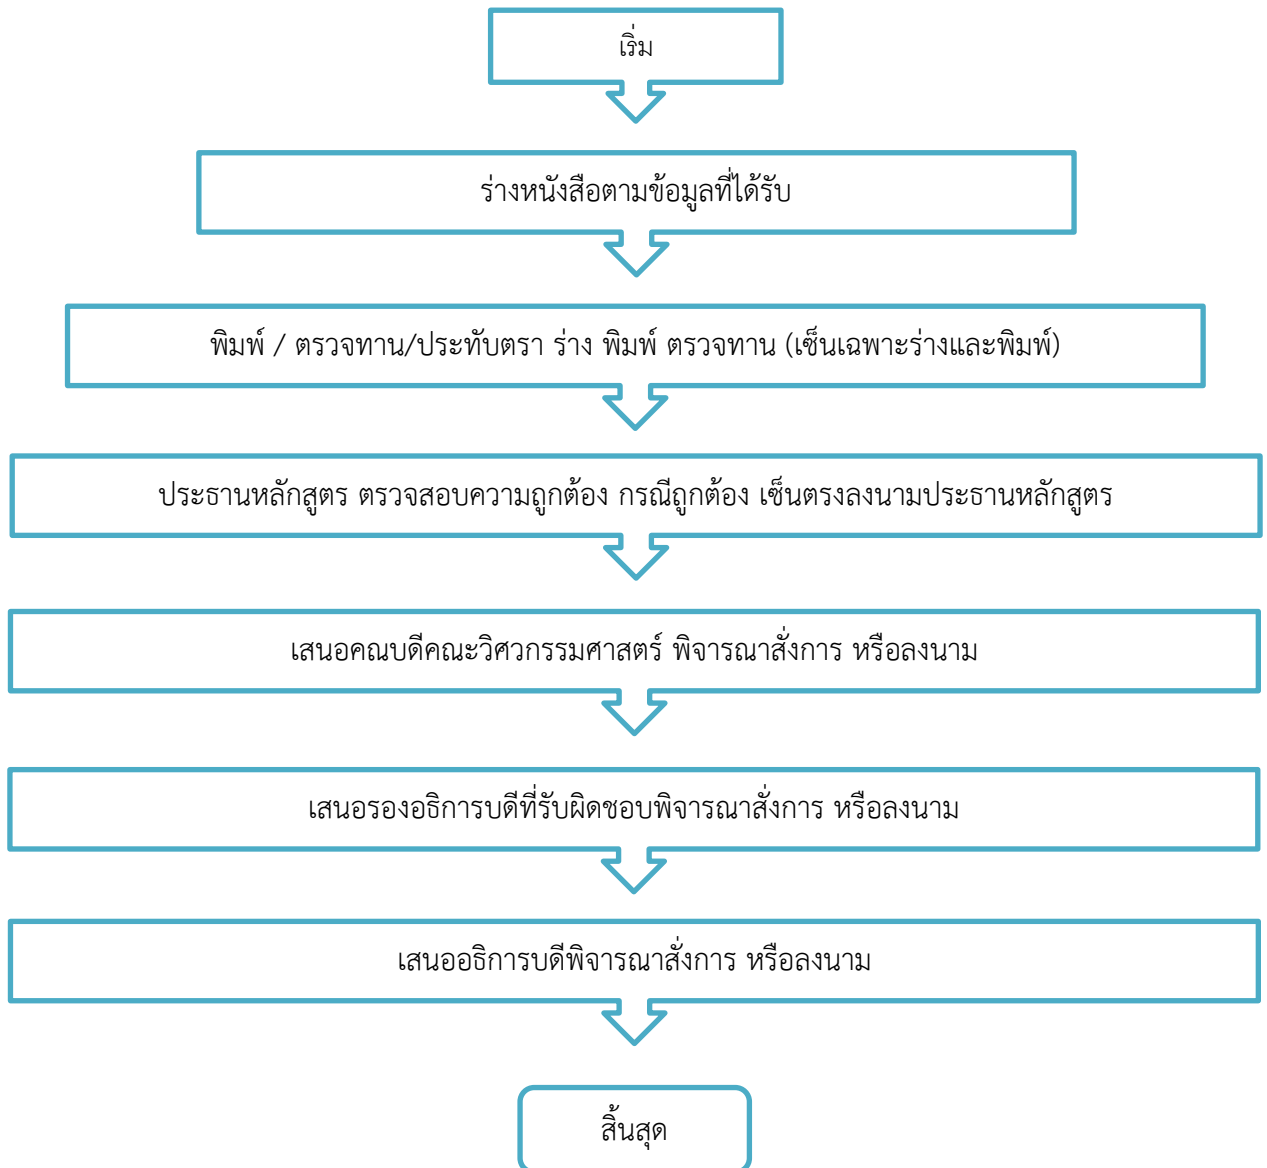 เริ่ม
ร่างหนังสือตามข้อมูลที่ได้รับ
พิมพ์ / ตรวจทาน/ประทับตรา ร่าง พิมพ์ ตรวจทาน (เซ็นเฉพาะร่างและพิมพ์)
ประธานหลักสูตร ตรวจสอบความถูกต้อง กรณีถูกต้อง เซ็นตรงลงนามประธานหลักสูตร
เสนอคณบดีคณะวิศวกรรมศาสตร์ พิจารณาสั่งการ หรือลงนาม
เสนอรองอธิการบดีที่รับผิดชอบพิจารณาสั่งการ หรือลงนาม
เสนออธิการบดีพิจารณาสั่งการ หรือลงนาม
สิ้นสุด